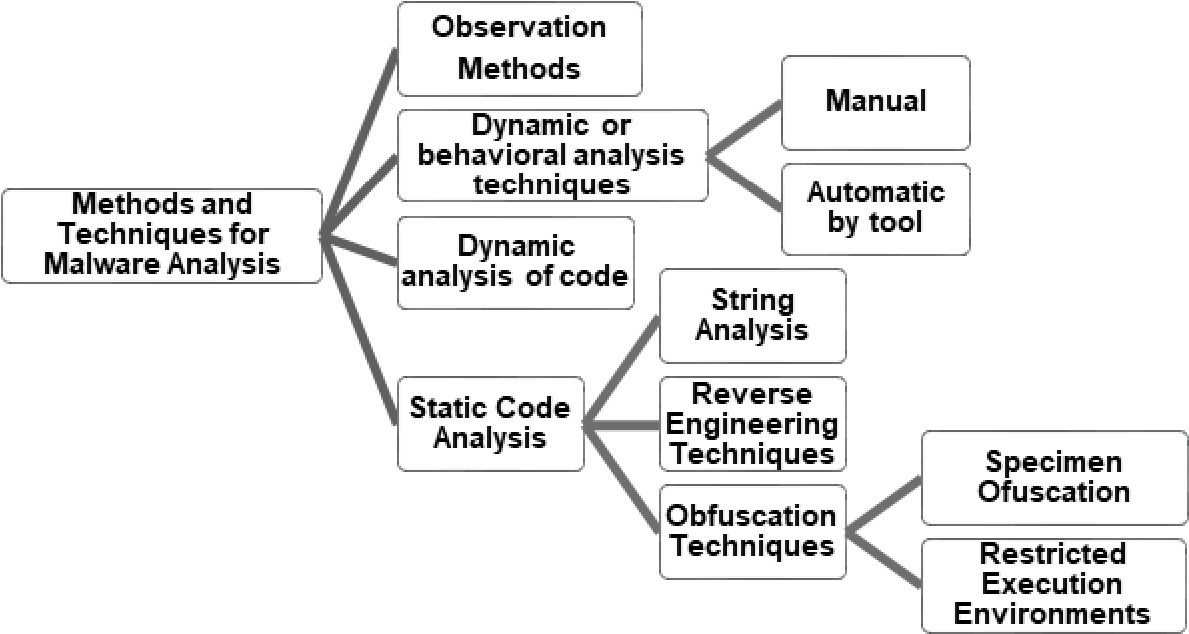 Observation
Methods
Dynamic or
behavioral analysis
techniques
Manual
Automatic
by tool
Methods and
Techniques for
Malware Analysis
Dynamic
analysis of code
String
Analysis
Static Code
Analysis
Reverse
Engineering
Techniques
Obfuscation
Techniques
Specimen
Ofuscation
Restricted
Execution
Environments